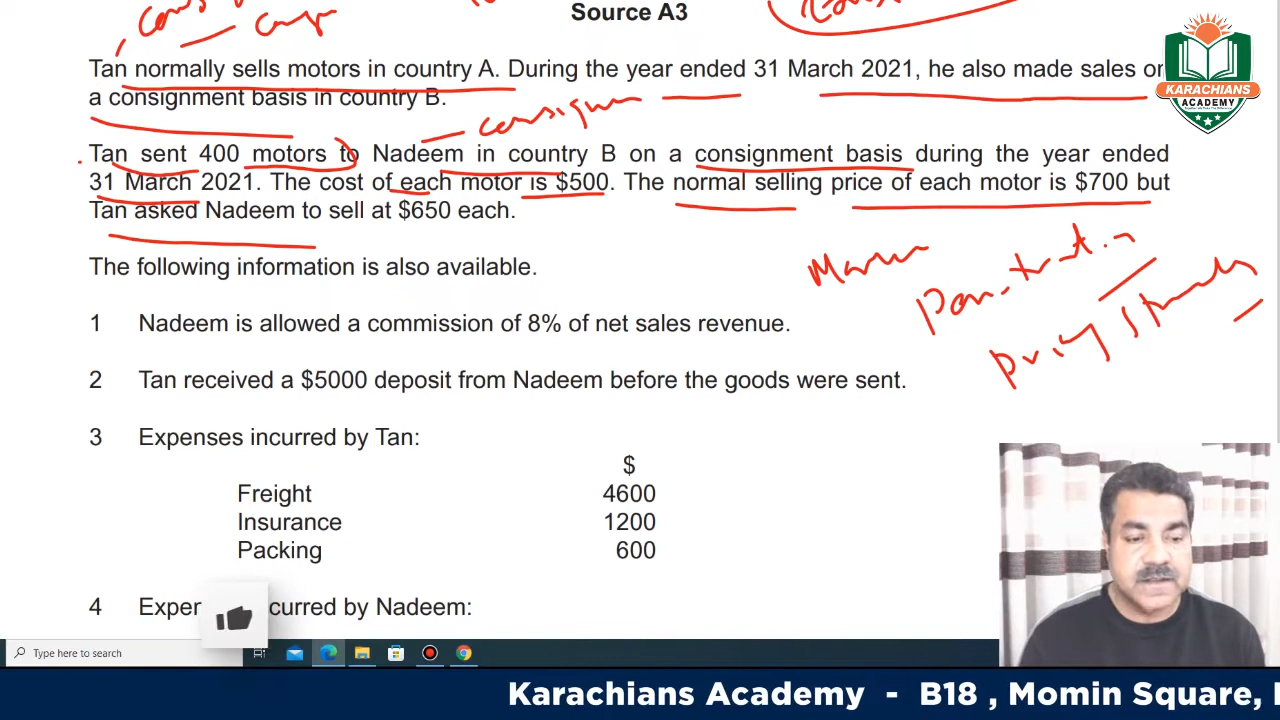 Source A3
KARACHIANS
ACADEMY
Tan normally sells motors in country A. During the year ended 31 March 2021, he also made sales on
a consignment basis in country B.
Tan sent 400 motors to Nadeem in country B on a consignment basis during the year ended
31 March 2021. The cost of each motor is $500. The normal selling price of each motor is $700 but
Tan asked Nadeem to sell at $650 each.
The following information is also available.
1 Nadeem is allowed a commission of 8% of net sales revenue.
2 Tan received a $5000 deposit from Nadeem before the goods were sent.
3 Expenses incurred by Tan:
$
Freight 4600
Insurance 1200
Packing 600
4 Exper curred by Nadeem:
Type here to search
Karachians Academy - B18 , Momin Square,